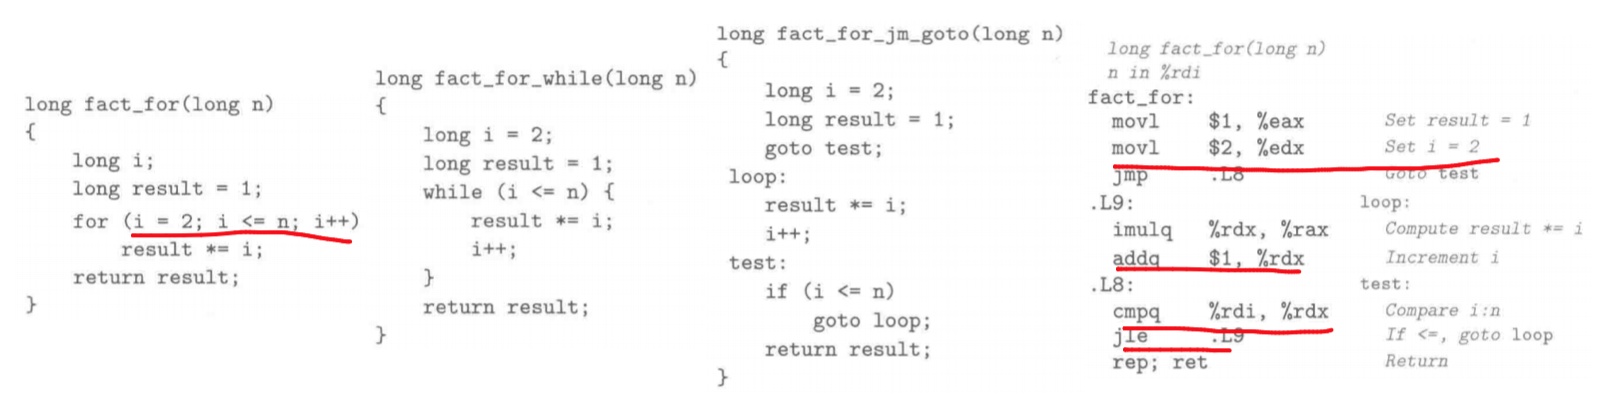 long fact_for(long n)
{
    long i;
    long result = 1;
    for (i = 2; i <= n; i++)
        result *= i;
    return result;
}
long fact_for_while(long n)
{
    long i = 2;
    long result = 1;
    while (i <= n) {
        result *= i;
        i++;
    }
    return result;
}
long fact_for_jm_goto(long n)
{
    long i = 2;
    long result = 1;
    goto test;
 loop:
    result *= i;
    i++;
 test:
    if (i <= n)
        goto loop;
    return result;
}
long fact_for(long n)
n in %rdi
fact_for:
  movl    $1, %eax    Set result = 1
  movl    $2, %edx    Set i = 2
  jmp     .L8    Goto test
.L9:    loop:
  imulq   %rdx, %rax    Compute result *= i
  addq    $1, %rdx    Increment i
.L8:    test:
  cmpq    %rdi, %rdx    Compare i:n
  jle     .L9    If <=, goto loop
  rep; ret    Return